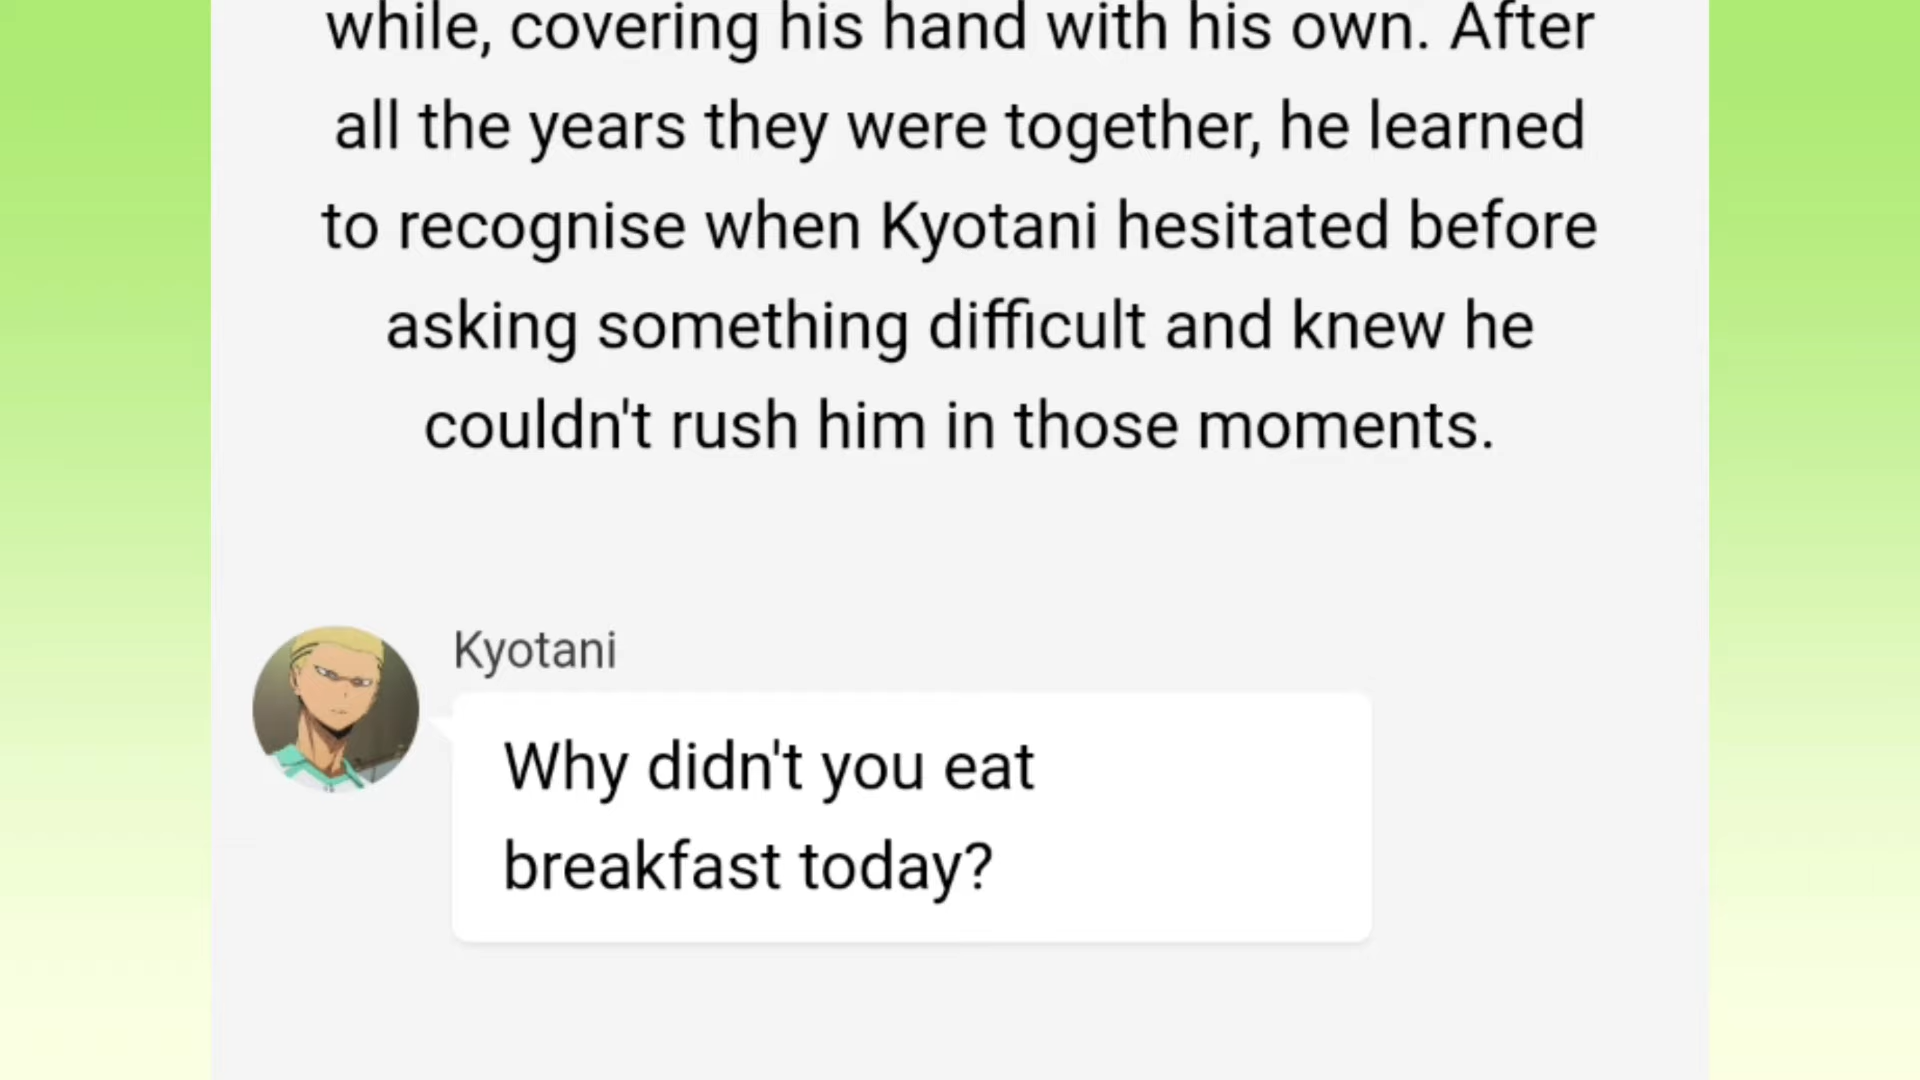 while, covering his hand with his own. After
all the years they were together, he learned
to recognise when Kyotani hesitated before
asking something difficult and knew he
couldn't rush him in those moments.
Kyotani
Why didn't you eat
breakfast today?